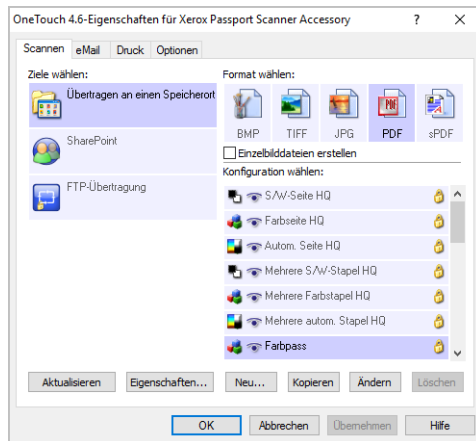 OneTouch 4.6-Eigenschaften für Xerox Passport Scanner Accessory
Scannen eMail Druck Optionen
Ziele wählen:
Übertragen an einen Speicherort
SharePoint
FTP-Übertragung
Format wählen:
BMP TIFF JPG PDF sPDF
Einzelbilddateien erstellen
Konfiguration wählen:
S/W-Seite HQ
Farbseite HQ
Autom. Seite HQ
Mehrere S/W-Stapel HQ
Mehrere Farbstapel HQ
Mehrere autom. Stapel HQ
Farbpass
Aktualisieren Eigenschaften... Neu... Kopieren Ändern Löschen
OK Abbrechen Übernehmen Hilfe